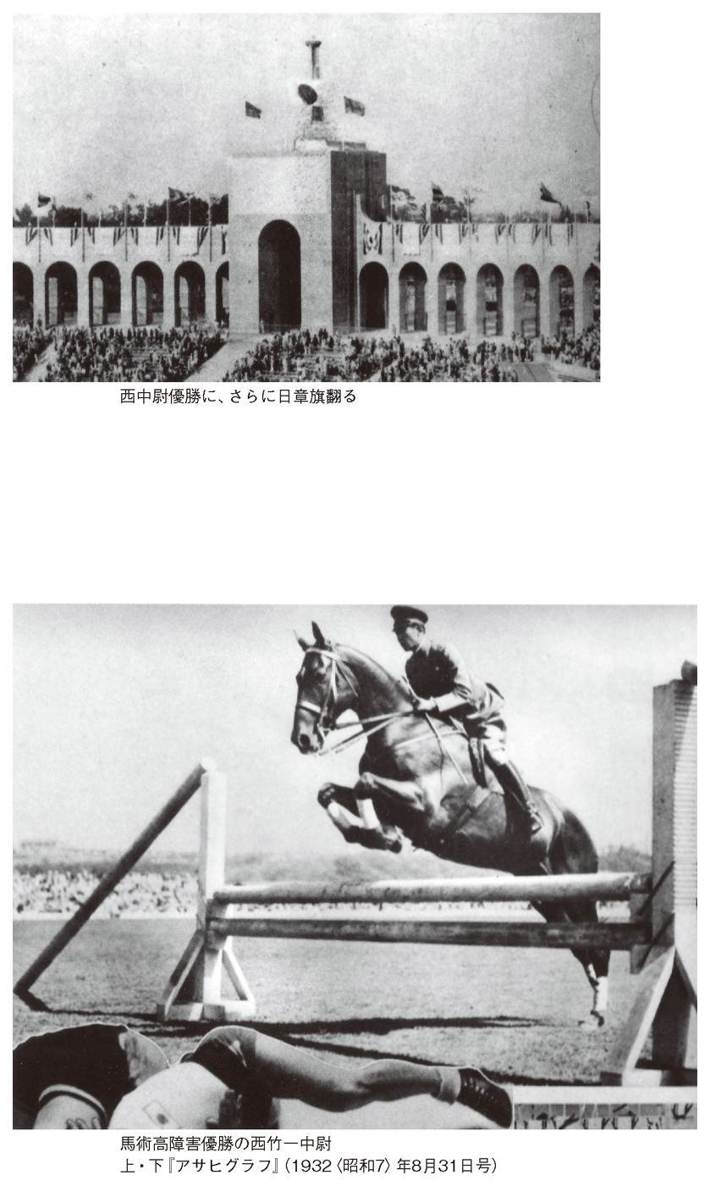 西中尉優勝に、さらに日章旗翻る
馬術高障害優勝の西竹一中尉
上・下『アサヒグラフ』（1932〈昭和7〉年8月31日号）